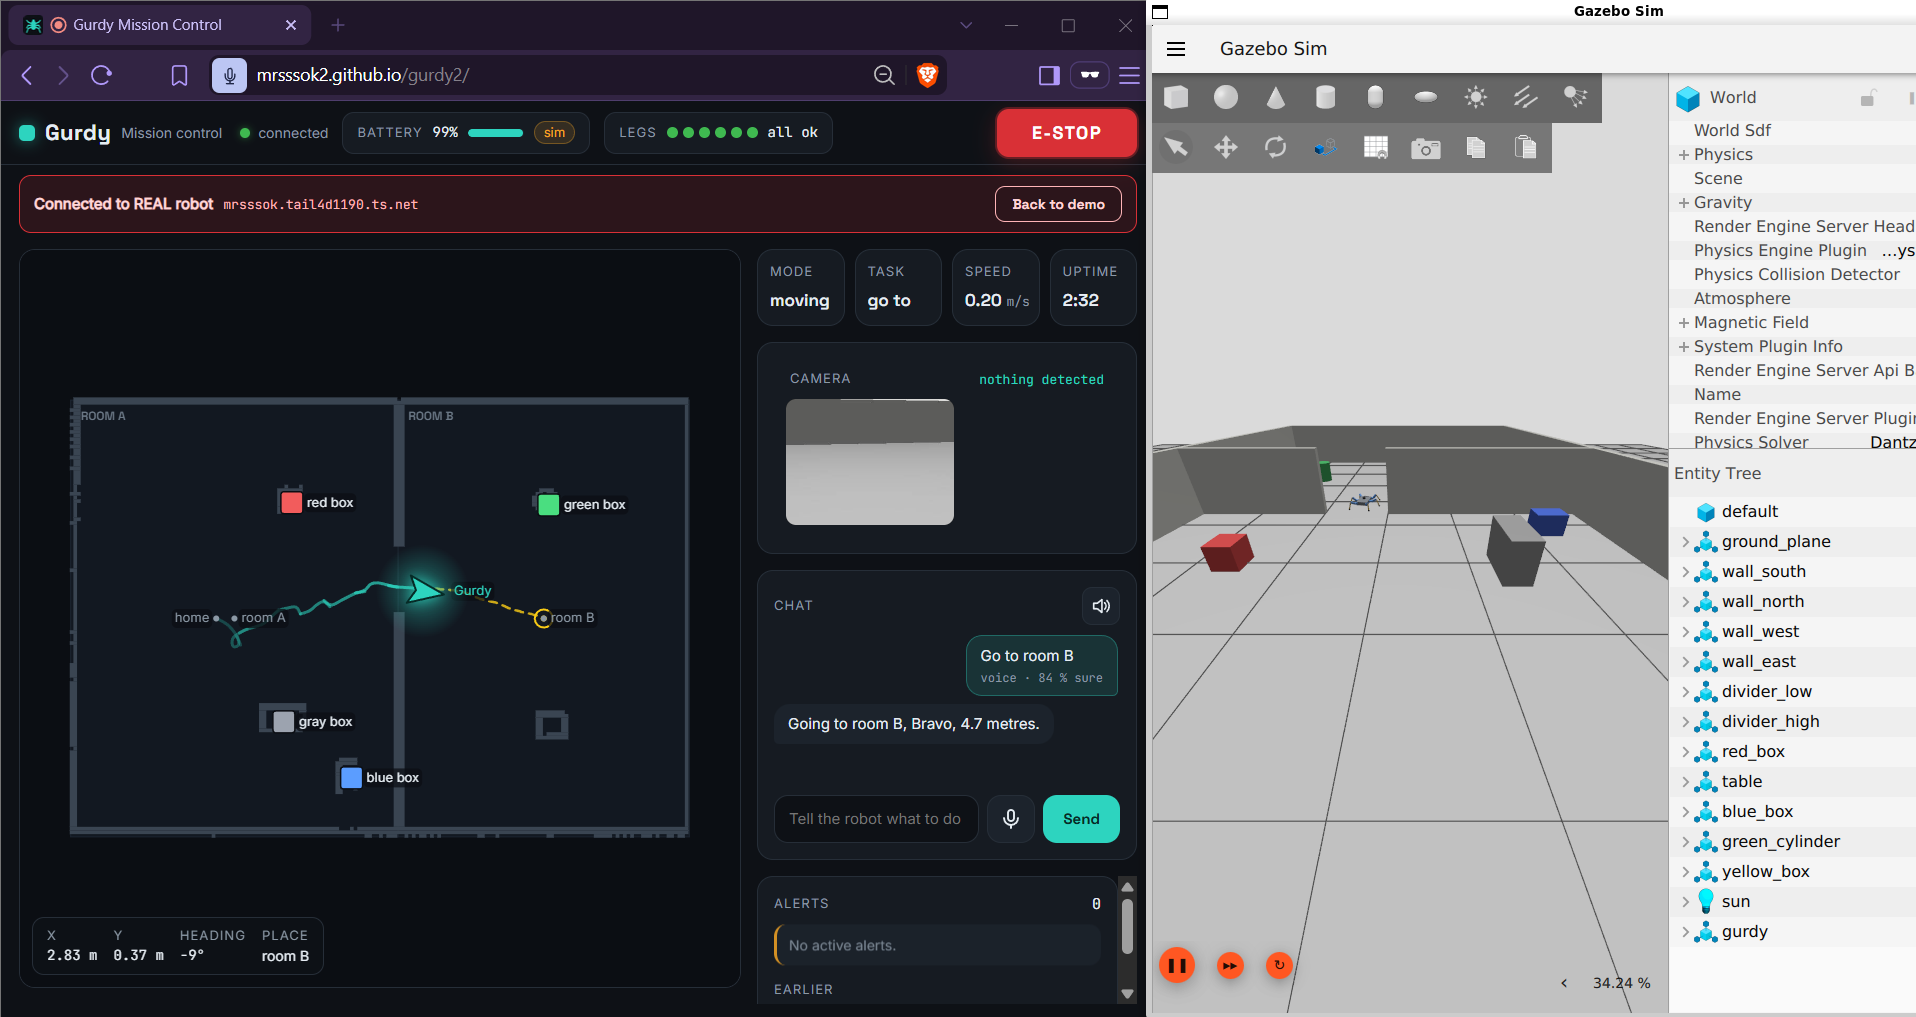 Gurdy Mission Control
mrsssok2.github.io/gurdy2/
Gurdy Mission control connected BATTERY 99% sim LEGS all ok E-STOP
Connected to REAL robot mrsssok.tail4d1190.ts.net Back to demo
MODE
moving
TASK
go to
SPEED
0.20 m/s
UPTIME
2:32
ROOM A
ROOM B
red box
green box
Gurdy
home
room A
room B
gray box
blue box
X
2.83 m
Y
0.37 m
HEADING
-9°
PLACE
room B
CAMERA
nothing detected
CHAT
Go to room B
voice · 84 % sure
Going to room B, Bravo, 4.7 metres.
Tell the robot what to do
Send
ALERTS 0
No active alerts.
EARLIER
Gazebo Sim
Gazebo Sim
World
World Sdf
Physics
Scene
Gravity
Render Engine Server Head
Physics Engine Plugin ...ys
Physics Collision Detector
Atmosphere
Magnetic Field
System Plugin Info
Render Engine Server Api B
Name
Render Engine Server Plugin
Physics Solver Dantz
Entity Tree
default
ground_plane
wall_south
wall_north
wall_west
wall_east
divider_low
divider_high
red_box
table
blue_box
green_cylinder
yellow_box
sun
gurdy
34.24 %